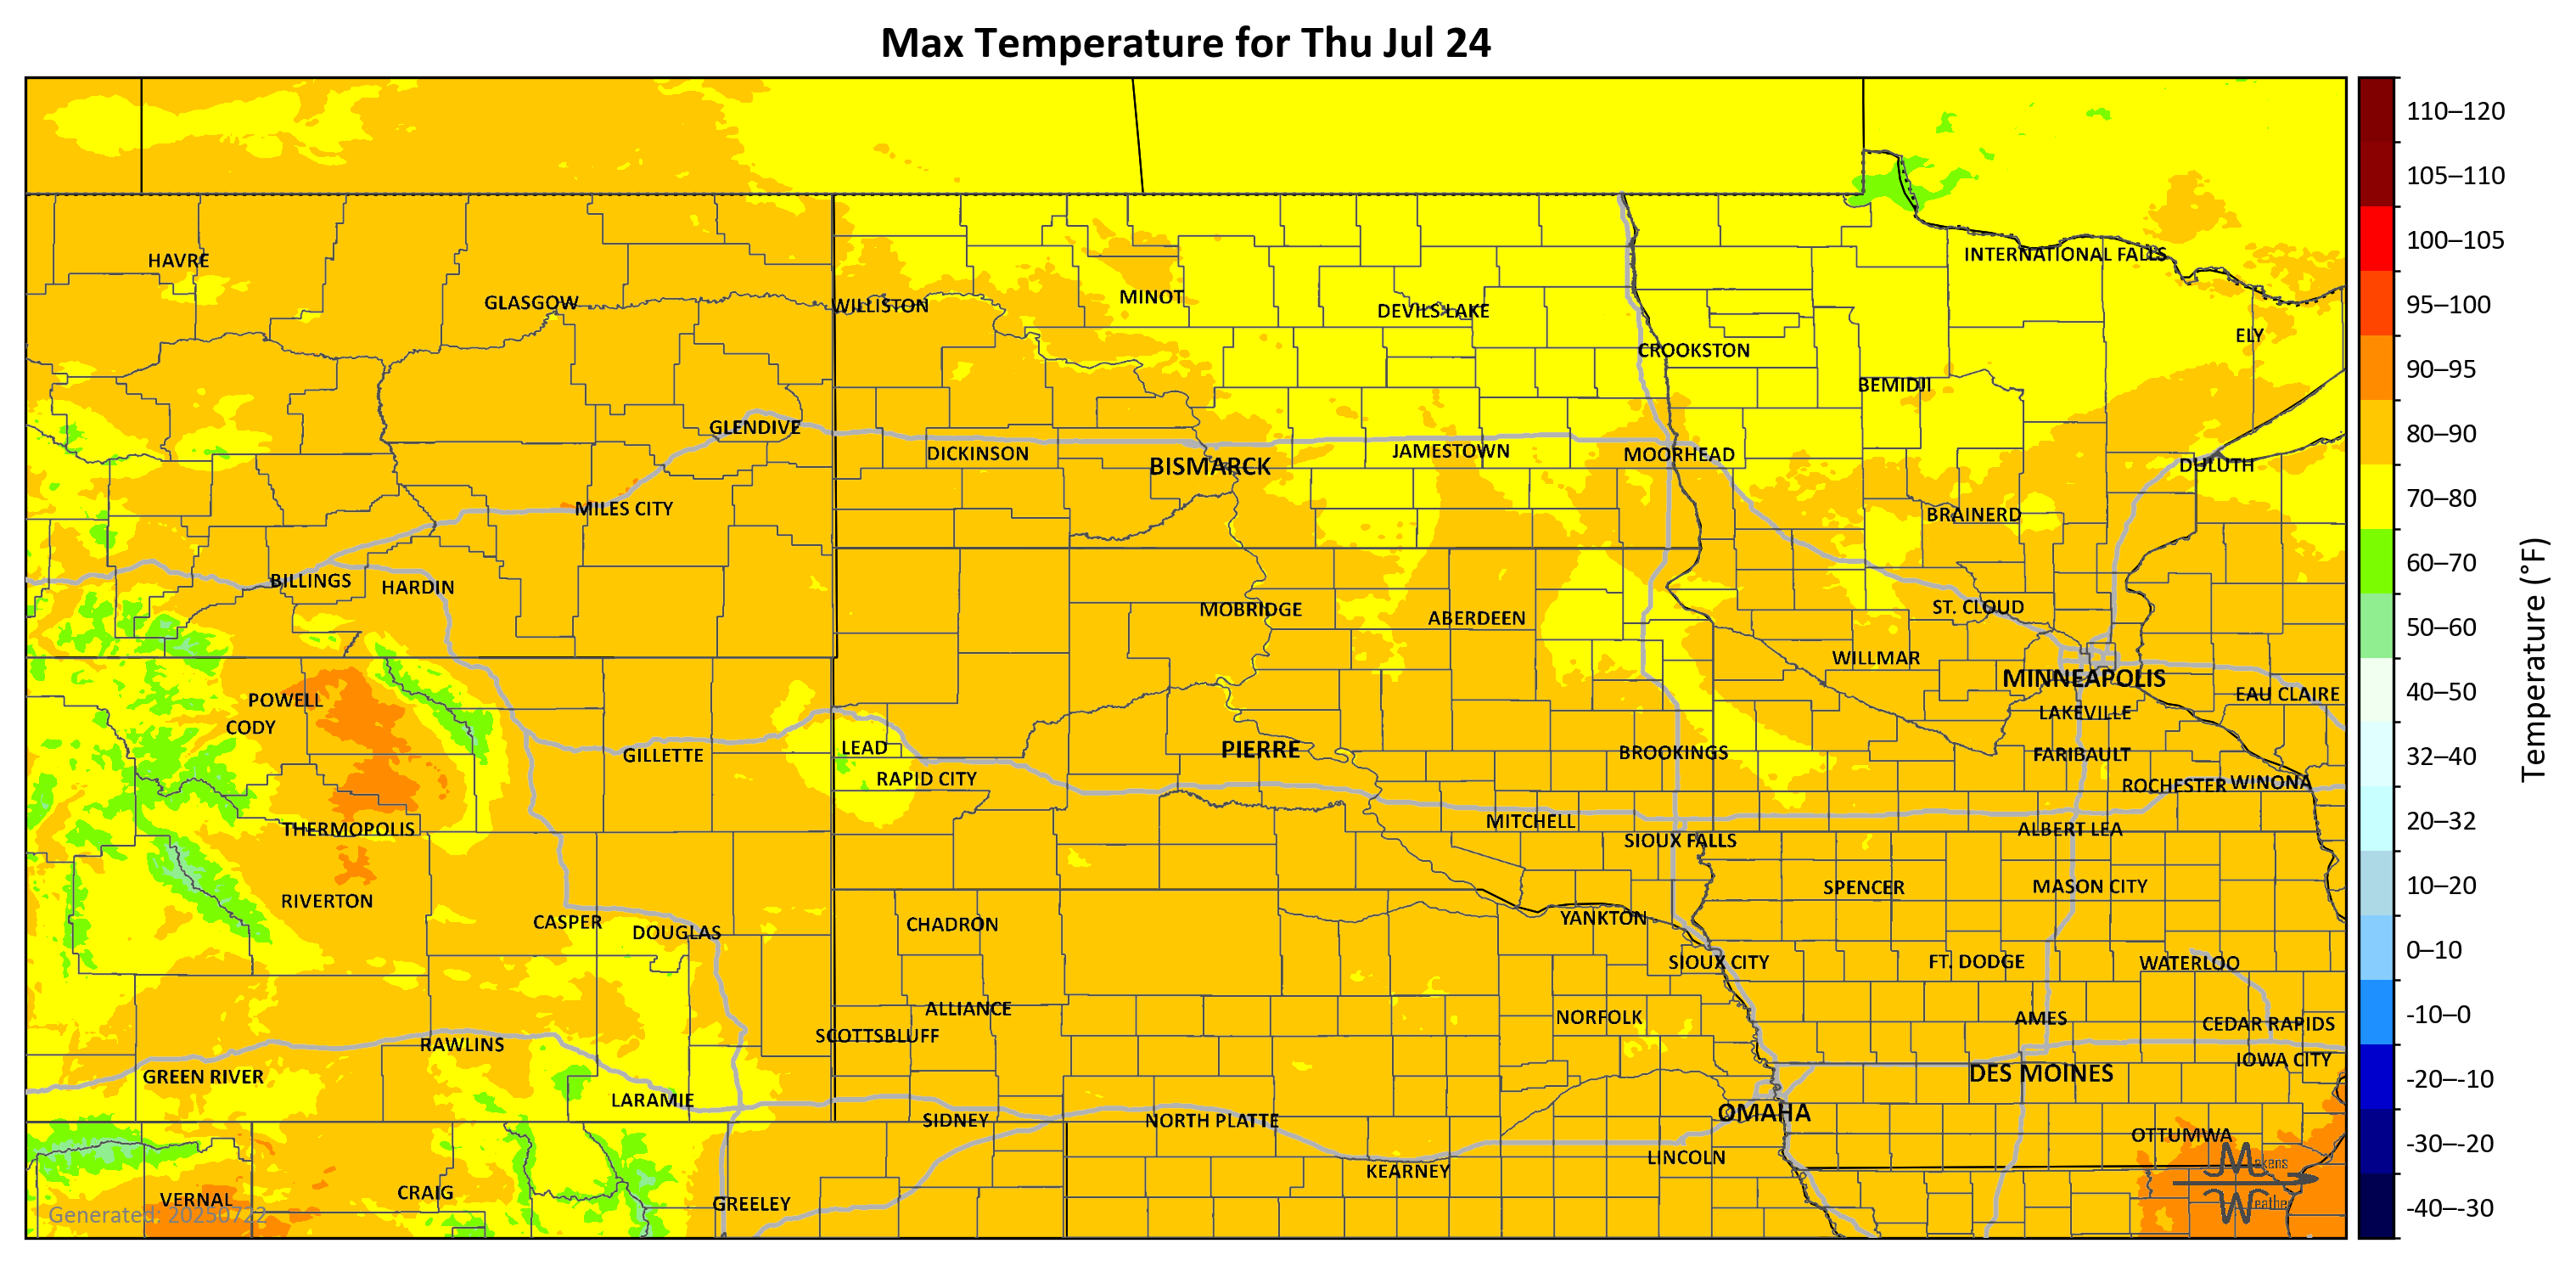 Max Temperature for Thu Jul 24
110–120
105–110
100–105
95–100
90–95
80–90
70–80
60–70
50–60
40–50
32–40
20–32
10–20
0–10
-10–0
-20–-10
-30–-20
-40–-30
Temperature (°F)
HAVRE
GLASGOW
WILLISTON
MINOT
DEVILS LAKE
INTERNATIONAL FALLS
ELY
CROOKSTON
BEMIDJI
GLENDIVE
DICKINSON
BISMARCK
JAMESTOWN
MOORHEAD
DULUTH
MILES CITY
BRAINERD
BILLINGS
HARDIN
MOBRIDGE
ABERDEEN
ST. CLOUD
WILLMAR
MINNEAPOLIS
EAU CLAIRE
POWELL
CODY
LAKEVILLE
GILLETTE
LEAD
PIERRE
BROOKINGS
FARIBAULT
RAPID CITY
ROCHESTER
WINONA
THERMOPOLIS
MITCHELL
SIOUX FALLS
ALBERT LEA
RIVERTON
SPENCER
MASON CITY
CASPER
DOUGLAS
CHADRON
YANKTON
SIOUX CITY
FT. DODGE
WATERLOO
ALLIANCE
NORFOLK
AMES
CEDAR RAPIDS
RAWLINS
SCOTTSBLUFF
IOWA CITY
GREEN RIVER
DES MOINES
LARAMIE
SIDNEY
NORTH PLATTE
OMAHA
OTTUMWA
LINCOLN
KEARNEY
VERNAL
CRAIG
GREELEY
Generated: 20250722
Makens
Weather